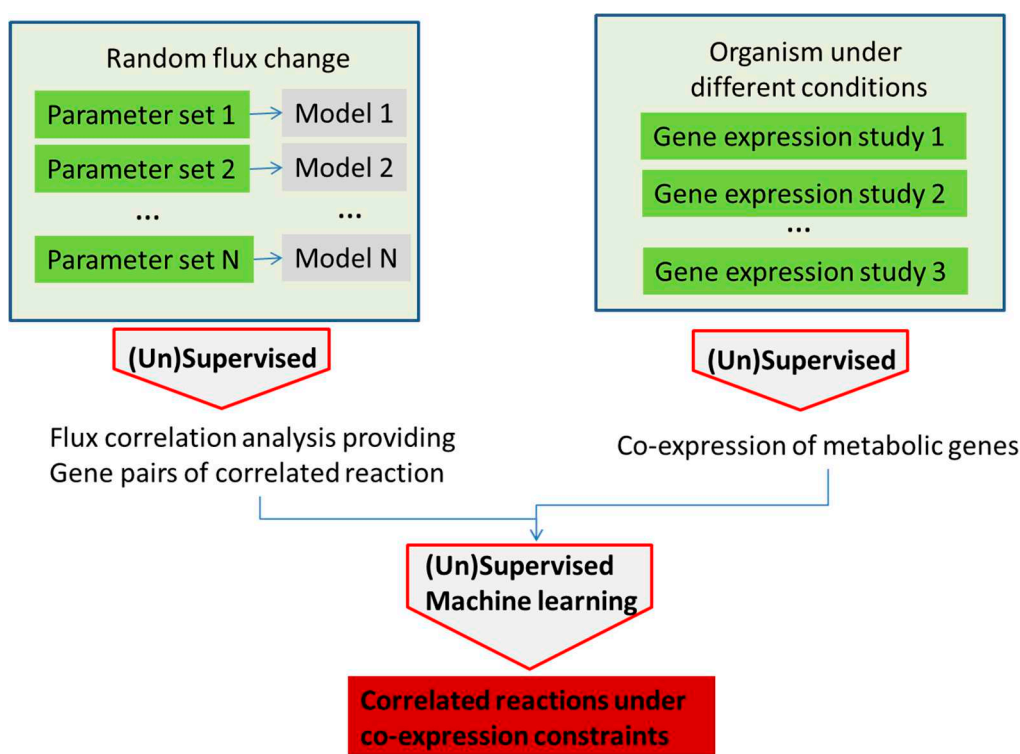 Random flux change
Parameter set 1
Model 1
Parameter set 2
Model 2
...
...
Parameter set N
Model N
Organism under
different conditions
Gene expression study 1
Gene expression study 2
...
Gene expression study 3
(Un)Supervised
(Un)Supervised
Flux correlation analysis providing
Gene pairs of correlated reaction
Co-expression of metabolic genes
(Un)Supervised
Machine learning
Correlated reactions under
co-expression constraints